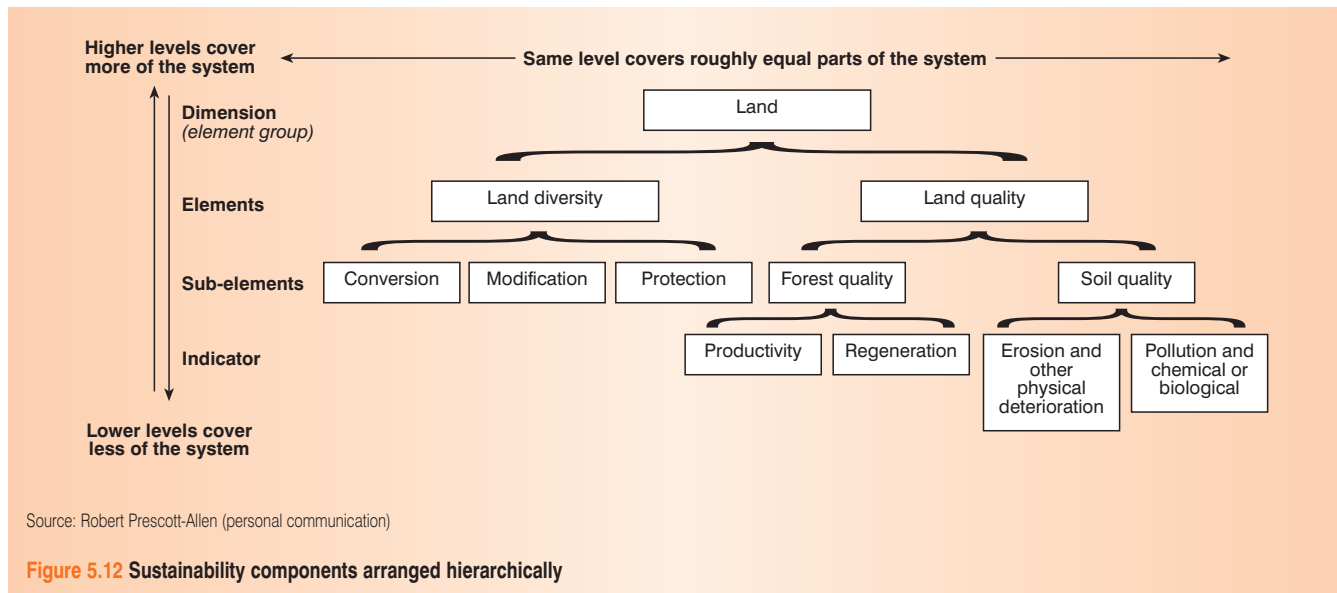 Higher levels cover
more of the system
Same level covers roughly equal parts of the system
Dimension
(element group)
Land
Elements
Land diversity
Land quality
Sub-elements
Conversion
Modification
Protection
Forest quality
Soil quality
Indicator
Productivity
Regeneration
Erosion and
other
physical
deterioration
Pollution and
chemical or
biological
Lower levels cover
less of the system
Source: Robert Prescott-Allen (personal communication)
Figure 5.12 Sustainability components arranged hierarchically